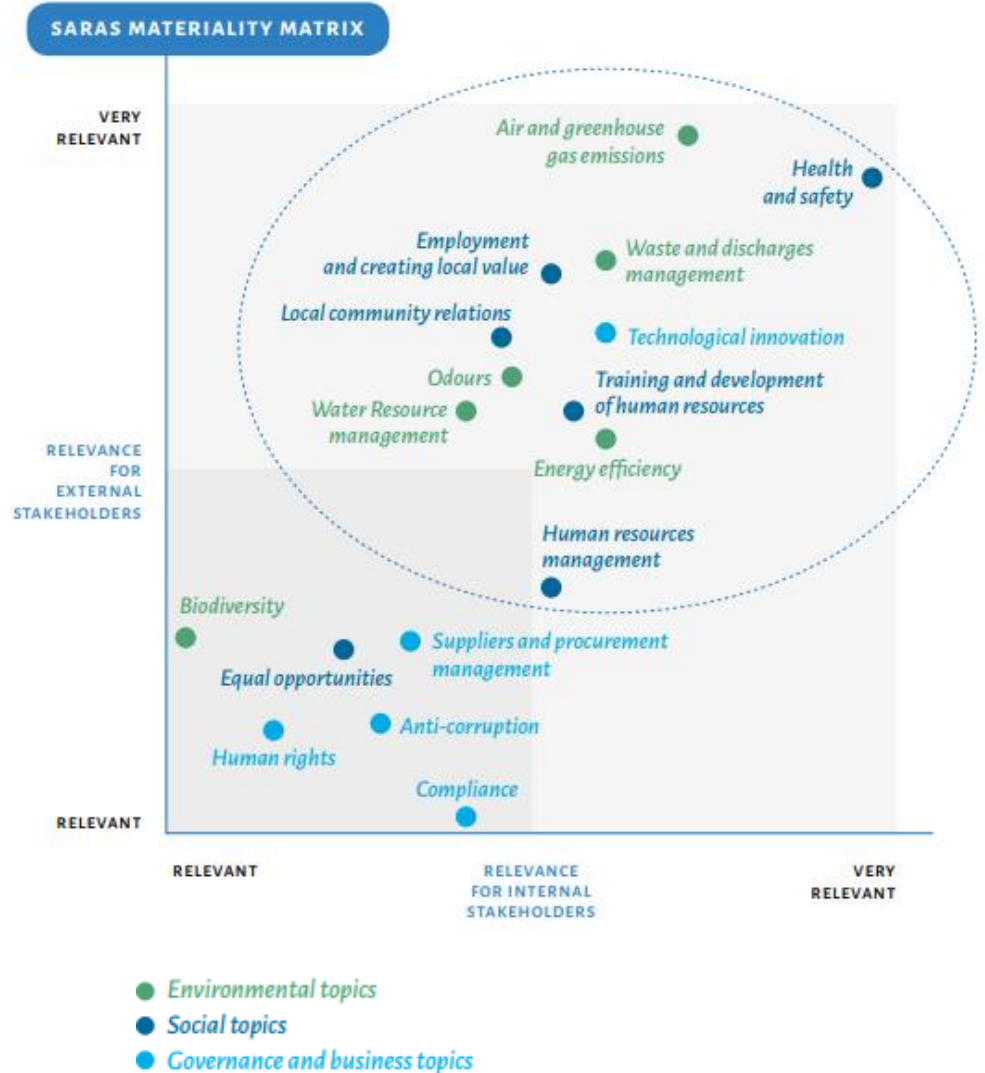 SARAS MATERIALITY MATRIX
VERY
RELEVANT
Air and greenhouse
gas emissions
Health
and safety
Employment
and creating local value
Waste and discharges
management
Local community relations
Technological innovation
Odours
Training and development
of human resources
Water Resource
management
Energy efficiency
RELEVANCE
FOR
EXTERNAL
STAKEHOLDERS
Human resources
management
Biodiversity
Suppliers and procurement
management
Equal opportunities
Anti-corruption
Human rights
Compliance
RELEVANT
RELEVANT
RELEVANCE
FOR INTERNAL
STAKEHOLDERS
VERY
RELEVANT
Environmental topics
Social topics
Governance and business topics